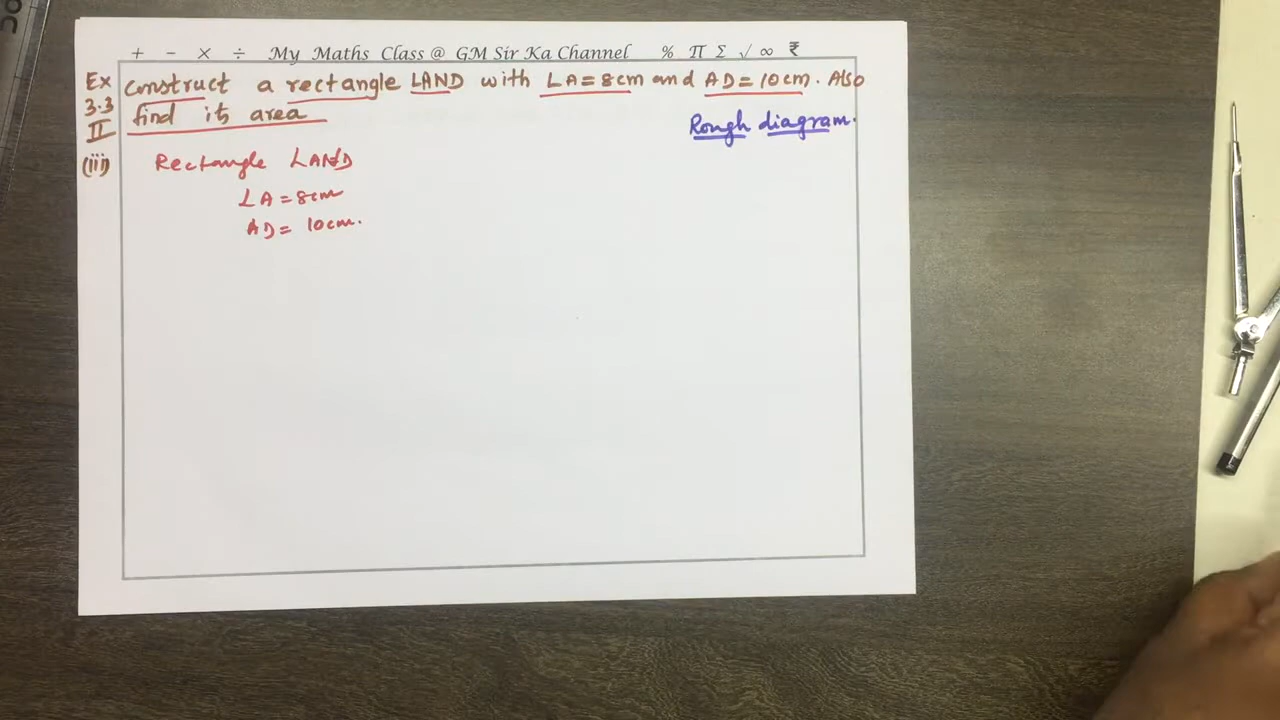 + - × ÷ My Maths Class @ GM Sir Ka Channel % Π Σ √ ∞ ₹
Ex 3.3 II (iii)
construct a rectangle LAND with LA = 8cm and AD = 10cm. Also
find its area
Rough diagram.
Rectangle LAND
LA = 8cm
AD = 10cm.